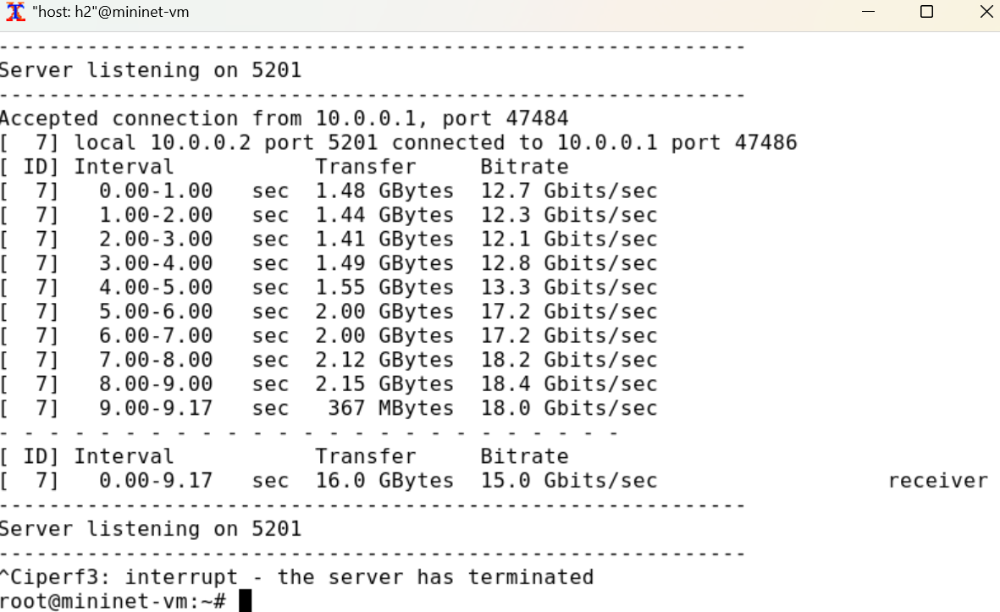 "host: h2"@mininet-vm
-----------------------------------------------------------
Server listening on 5201
-----------------------------------------------------------
Accepted connection from 10.0.0.1, port 47484
[  7] local 10.0.0.2 port 5201 connected to 10.0.0.1 port 47486
[ ID] Interval           Transfer     Bitrate
[  7]   0.00-1.00   sec  1.48 GBytes  12.7 Gbits/sec
[  7]   1.00-2.00   sec  1.44 GBytes  12.3 Gbits/sec
[  7]   2.00-3.00   sec  1.41 GBytes  12.1 Gbits/sec
[  7]   3.00-4.00   sec  1.49 GBytes  12.8 Gbits/sec
[  7]   4.00-5.00   sec  1.55 GBytes  13.3 Gbits/sec
[  7]   5.00-6.00   sec  2.00 GBytes  17.2 Gbits/sec
[  7]   6.00-7.00   sec  2.00 GBytes  17.2 Gbits/sec
[  7]   7.00-8.00   sec  2.12 GBytes  18.2 Gbits/sec
[  7]   8.00-9.00   sec  2.15 GBytes  18.4 Gbits/sec
[  7]   9.00-9.17   sec   367 MBytes  18.0 Gbits/sec
- - - - - - - - - - - - - - - - - - - - - - - - -
[ ID] Interval           Transfer     Bitrate
[  7]   0.00-9.17   sec  16.0 GBytes  15.0 Gbits/sec                  receiver
-----------------------------------------------------------
Server listening on 5201
-----------------------------------------------------------
^Ciperf3: interrupt - the server has terminated
root@mininet-vm:~#